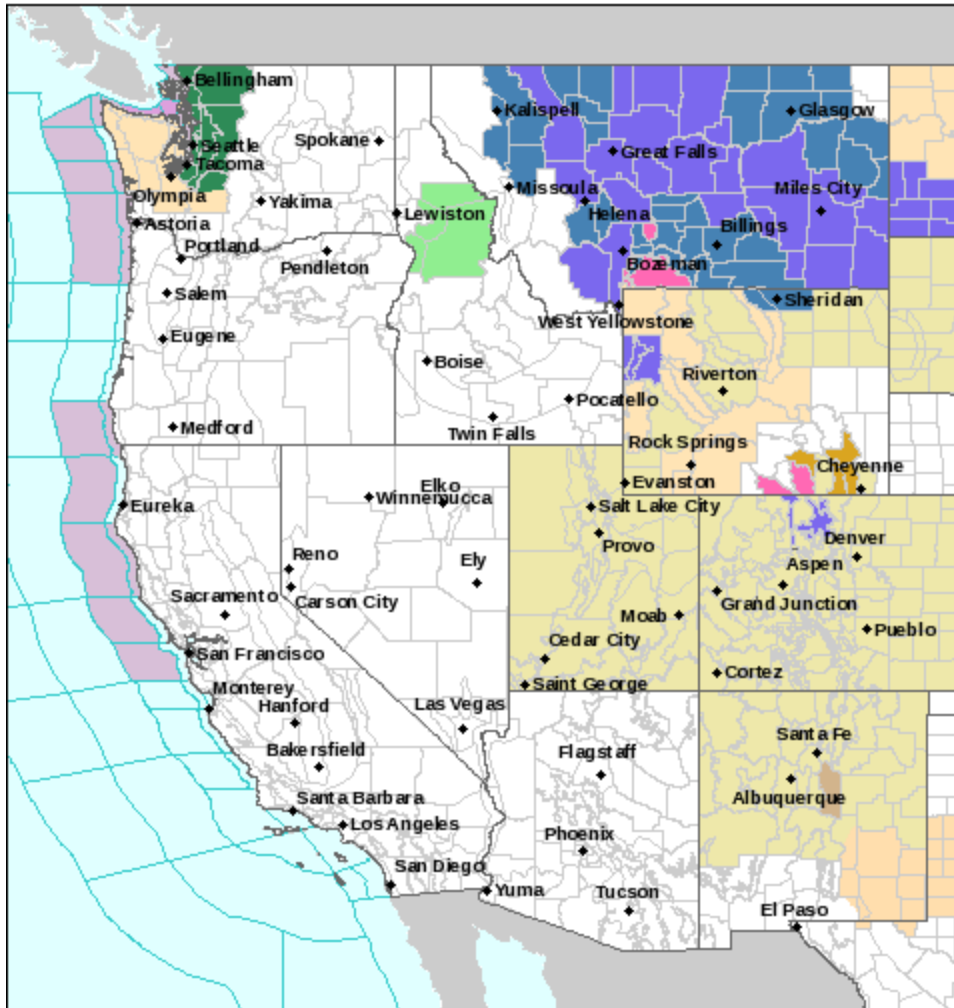 Bellingham
Kalispell
Glasgow
Seattle
Spokane
Great Falls
Tacoma
Missoula
Miles City
Olympia
Yakima
Lewiston
Helena
Astoria
Billings
Portland
Pendleton
Bozeman
Salem
Sheridan
West Yellowstone
Eugene
Boise
Riverton
Pocatello
Medford
Twin Falls
Rock Springs
Cheyenne
Evanston
Elko
Winnemucca
Eureka
Salt Lake City
Provo
Denver
Reno
Ely
Aspen
Sacramento
Carson City
Grand Junction
Moab
Pueblo
Cedar City
San Francisco
Cortez
Saint George
Monterey
Hanford
Las Vegas
Santa Fe
Bakersfield
Flagstaff
Santa Barbara
Albuquerque
Los Angeles
Phoenix
San Diego
Yuma
Tucson
El Paso